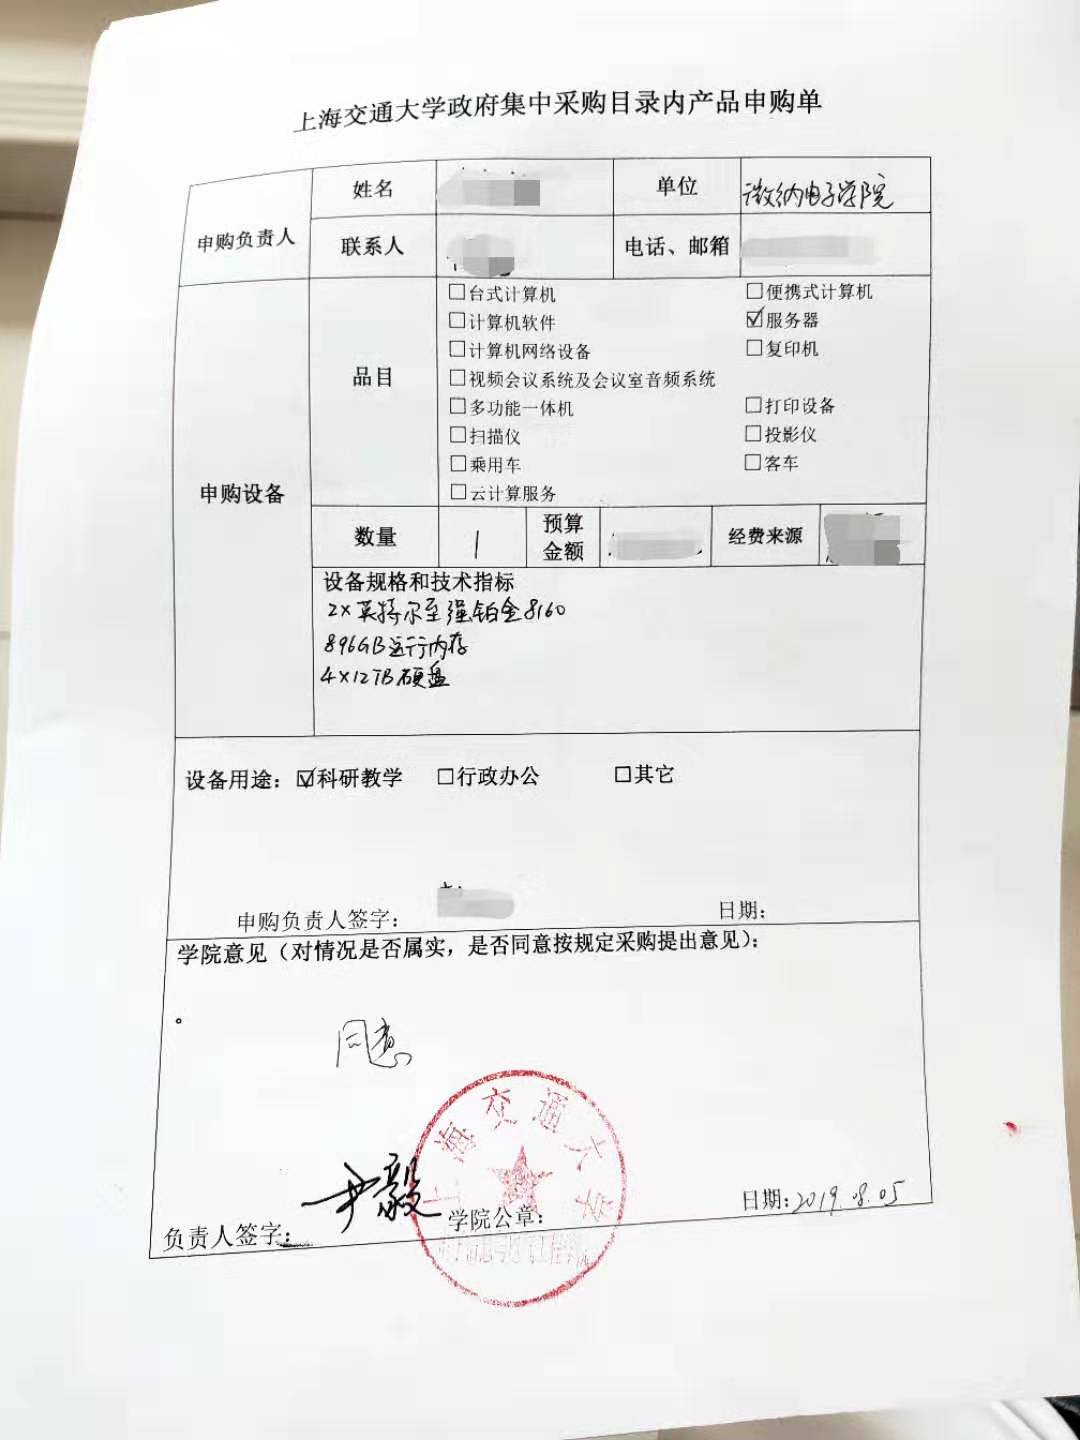 上海交通大学政府集中采购目录内产品申购单
申购负责人
姓名
单位
微纳电子学院
联系人
电话、邮箱
申购设备
品目
□台式计算机
□便携式计算机
□计算机软件
☑服务器
□计算机网络设备
□复印机
□视频会议系统及会议室音频系统
□多功能一体机
□打印设备
□扫描仪
□投影仪
□乘用车
□客车
□云计算服务
数量
1
预算
金额
经费来源
设备规格和技术指标
2×英特尔至强铂金8160
896GB运行内存
4×12TB硬盘
设备用途：☑科研教学 □行政办公 □其它
申购负责人签字：
日期：
学院意见（对情况是否属实，是否同意按规定采购提出意见）：
。
同意
上海交通大学
负责人签字：
尹毅
学院公章：
日期：2019.08.05